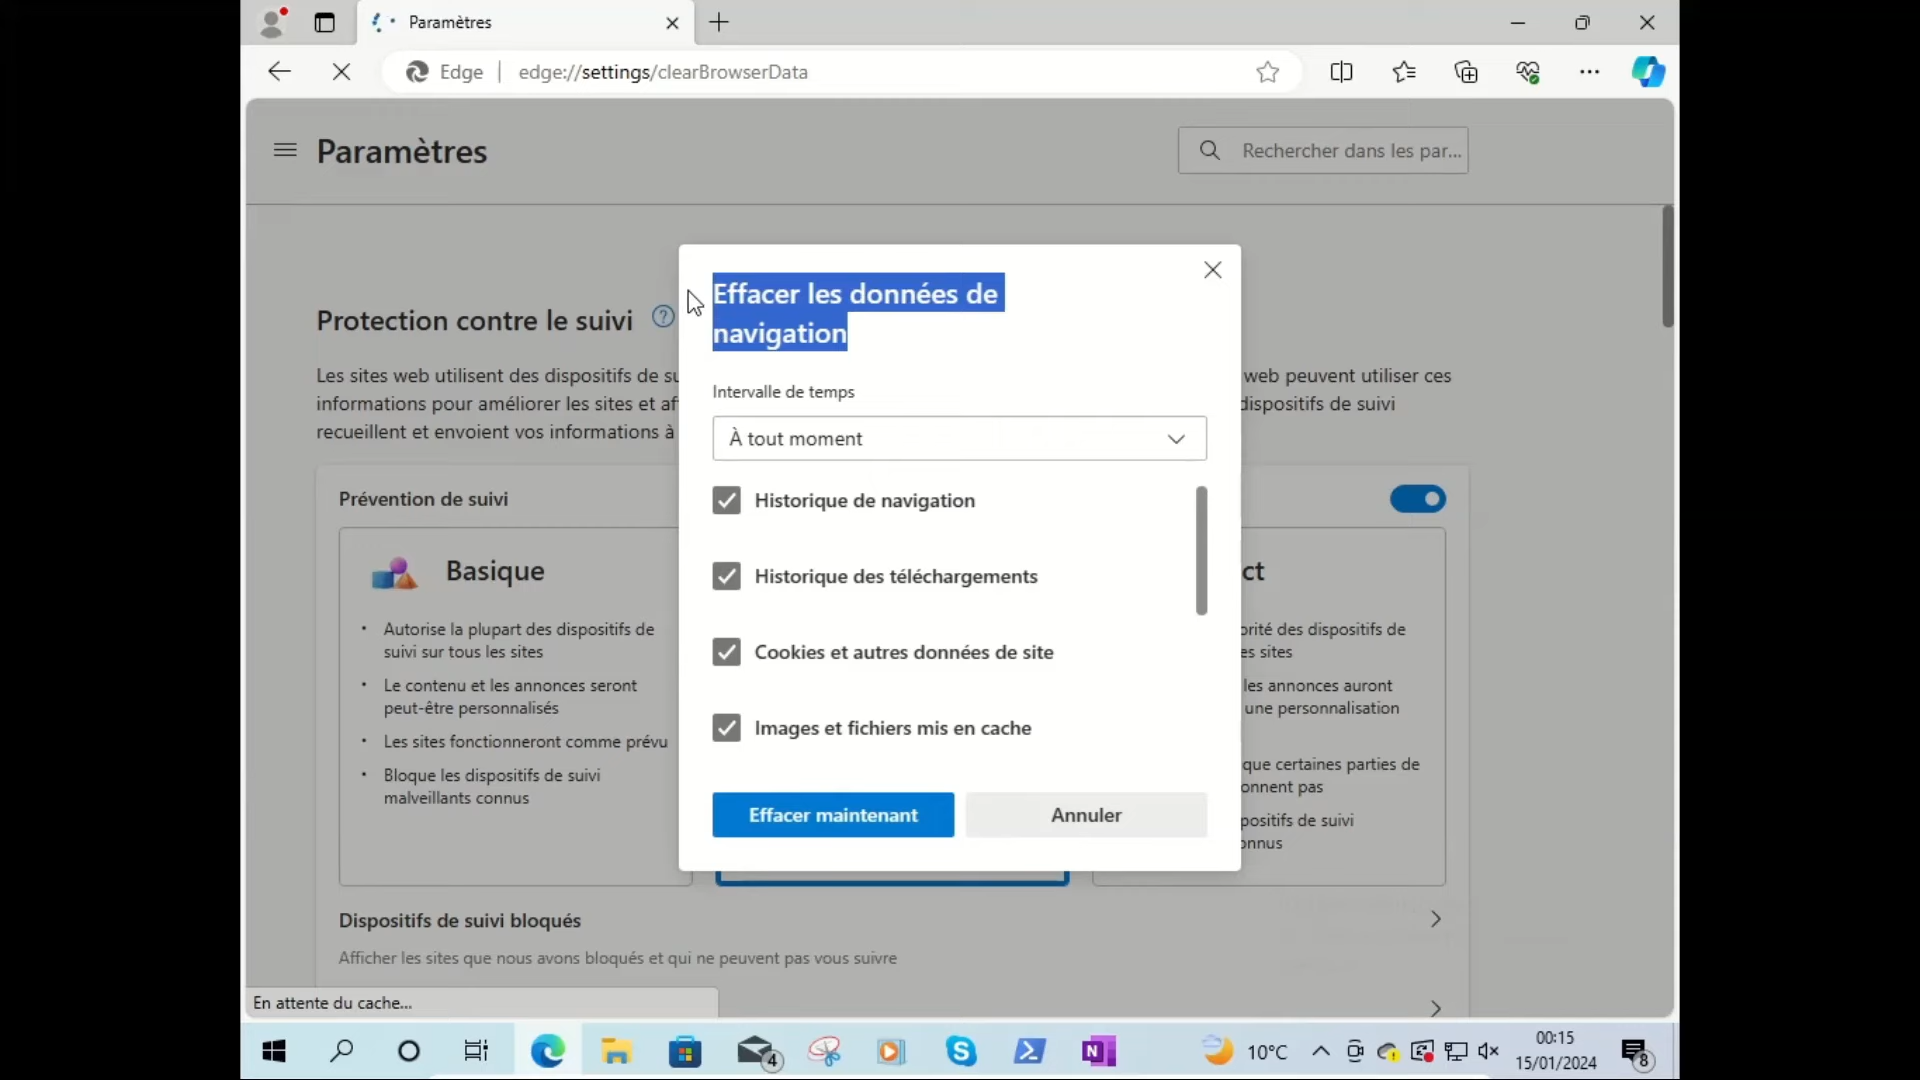 Paramètres
Edge
edge://settings/clearBrowserData
Paramètres
Rechercher dans les par...
Effacer les données de
navigation
Protection contre le suivi
Les sites web utilisent des dispositifs de su
web peuvent utiliser ces
informations pour améliorer les sites et af
dispositifs de suivi
recueillent et envoient vos informations à
Intervalle de temps
À tout moment
Historique de navigation
Historique des téléchargements
Cookies et autres données de site
Images et fichiers mis en cache
Effacer maintenant
Annuler
Prévention de suivi
Basique
Autorise la plupart des dispositifs de
suivi sur tous les sites
Le contenu et les annonces seront
peut-être personnalisés
Les sites fonctionneront comme prévu
Bloque les dispositifs de suivi
malveillants connus
ct
orité des dispositifs de
es sites
les annonces auront
une personnalisation
que certaines parties de
onnent pas
positifs de suivi
onnus
Dispositifs de suivi bloqués
Afficher les sites que nous avons bloqués et qui ne peuvent pas vous suivre
En attente du cache...
4
S
N
10°C
00:15
15/01/2024
8